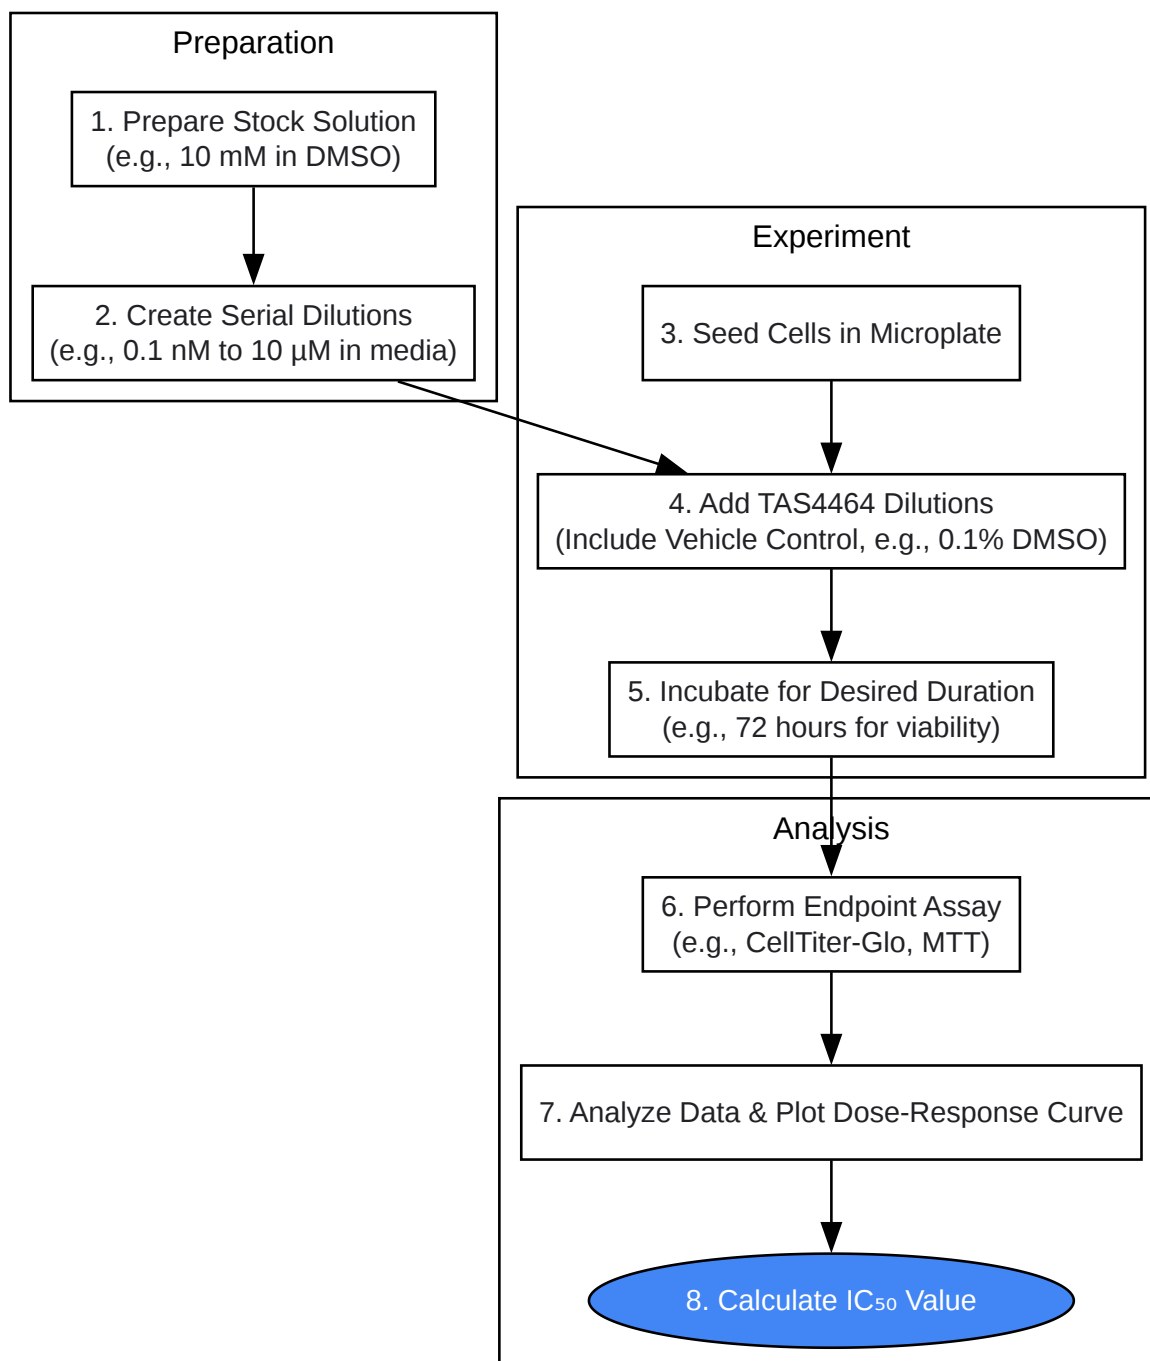 Preparation
1. Prepare Stock Solution
(e.g., 10 mM in DMSO)
2. Create Serial Dilutions
(e.g., 0.1 nM to 10 µM in media)
Experiment
3. Seed Cells in Microplate
4. Add TAS4464 Dilutions
(Include Vehicle Control, e.g., 0.1% DMSO)
5. Incubate for Desired Duration
(e.g., 72 hours for viability)
Analysis
6. Perform Endpoint Assay
(e.g., CellTiter-Glo, MTT)
7. Analyze Data & Plot Dose-Response Curve
8. Calculate IC₅₀ Value